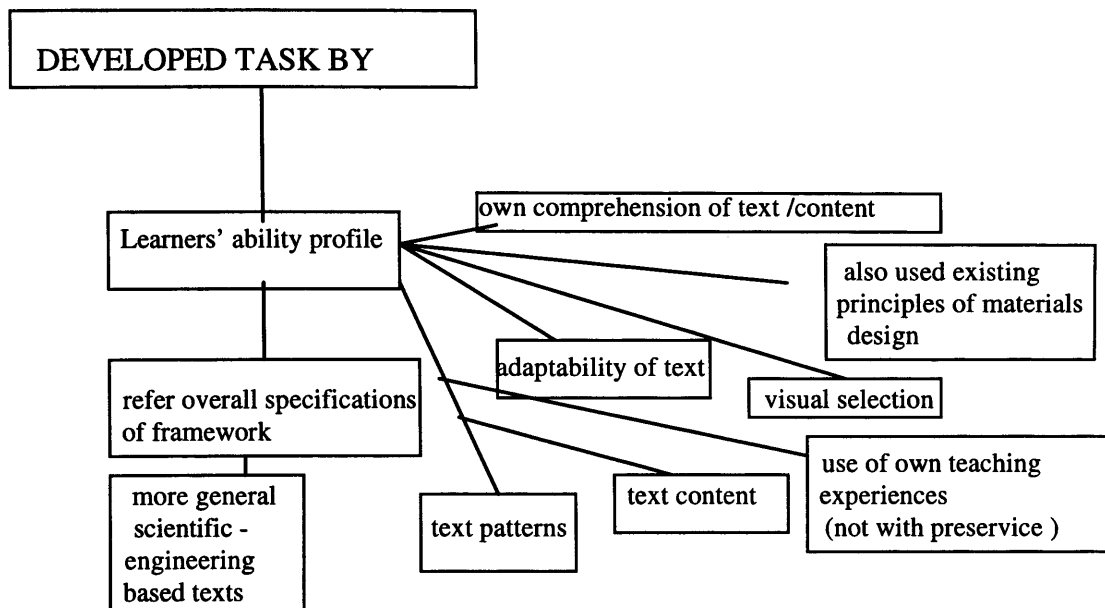 DEVELOPED TASK BY
own comprehension of text /content
Learners' ability profile
also used existing
principles of materials
design
adaptability of text
visual selection
refer overall specifications
of framework
use of own teaching
experiences
(not with preservice )
text content
text patterns
more general
scientific -
engineering
based texts